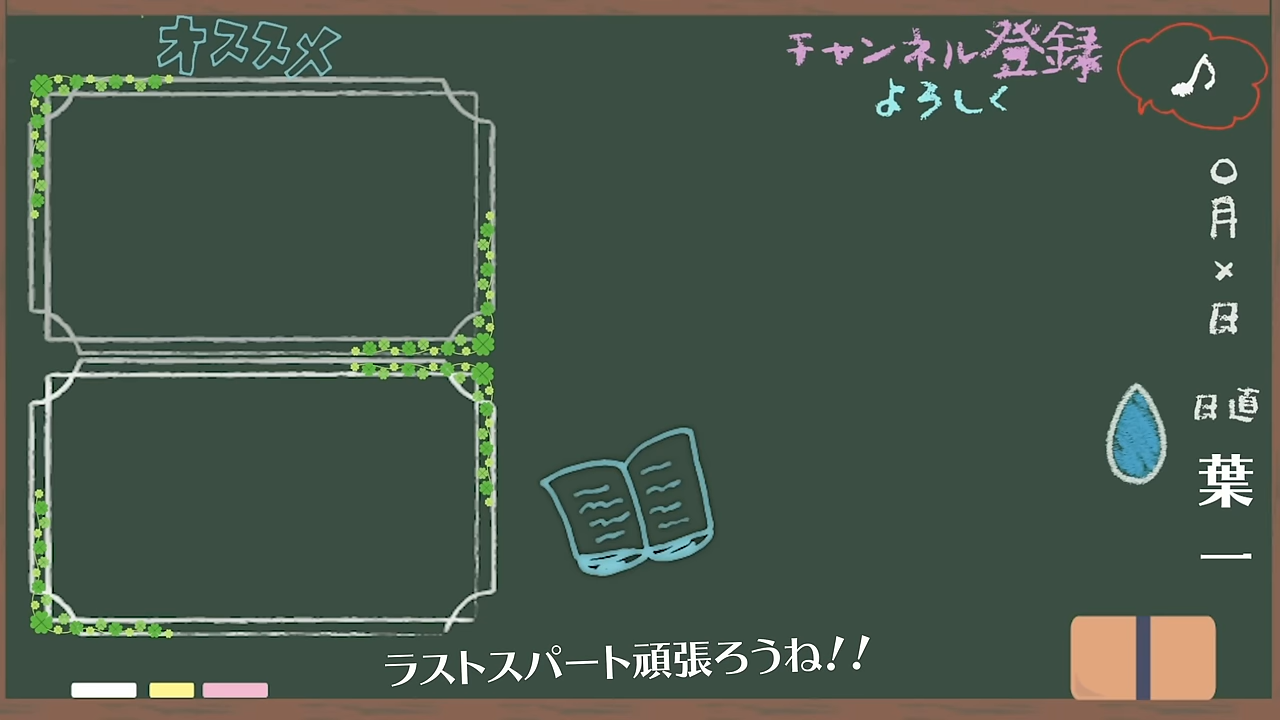 オススメ
チャンネル登録
よろしく
〇月×日
日直
葉一
ラストスパート頑張ろうね!!